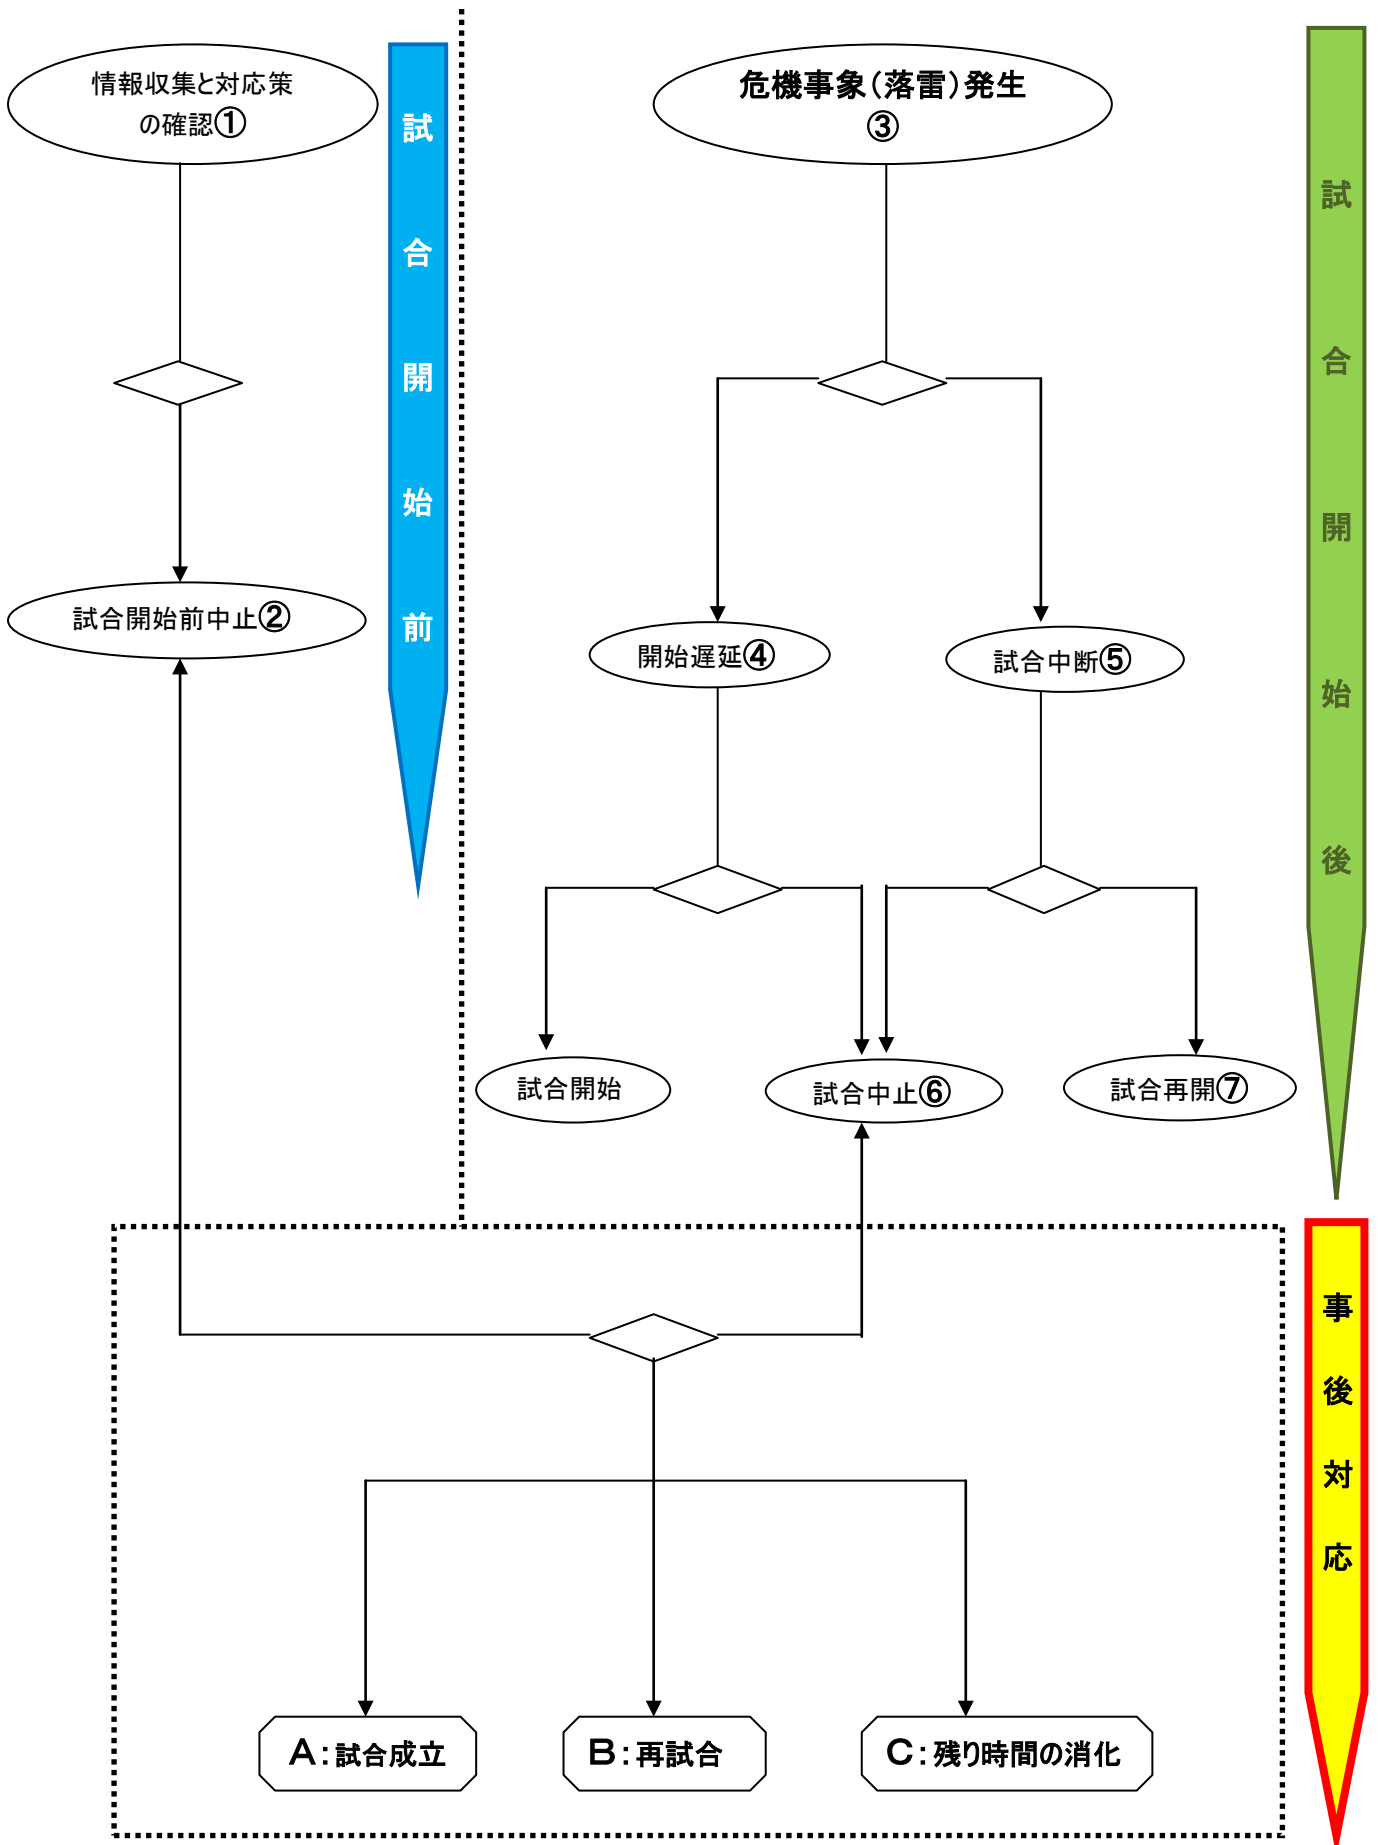 情報収集と対応策
の確認①
試合開始前
危機事象（落雷）発生
③
試合開始後
試合開始前中止②
開始遅延④
試合中断⑤
試合開始
試合中止⑥
試合再開⑦
事後対応
A：試合成立
B：再試合
C：残り時間の消化